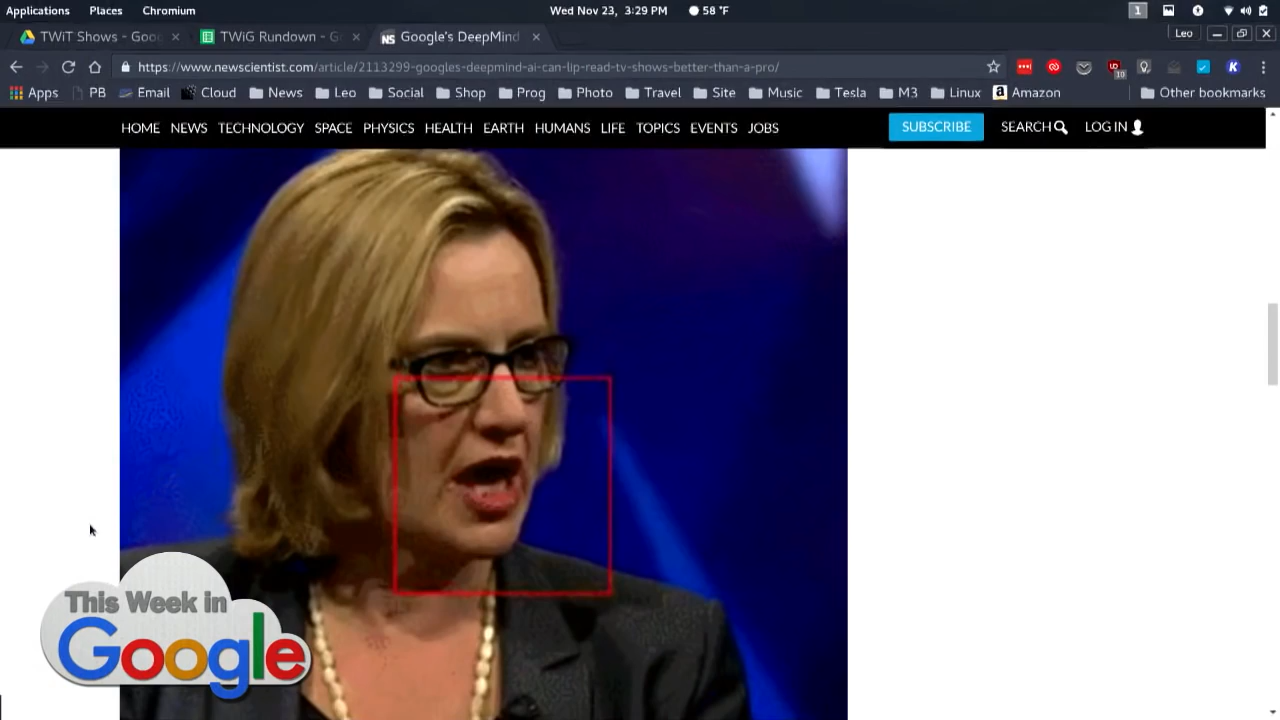 Applications Places Chromium Wed Nov 23, 3:29 PM 58 °F 1
TWiT Shows - Goo TWiG Rundown - G NS Google's DeepMind Leo
https://www.newscientist.com/article/2113299-googles-deepmind-ai-can-lip-read-tv-shows-better-than-a-pro/ 10 K
Apps PB Email Cloud News Leo Social Shop Prog Photo Travel Site Music Tesla M3 Linux a Amazon Other bookmarks
HOME NEWS TECHNOLOGY SPACE PHYSICS HEALTH EARTH HUMANS LIFE TOPICS EVENTS JOBS SUBSCRIBE SEARCH LOG IN
This Week in
Google